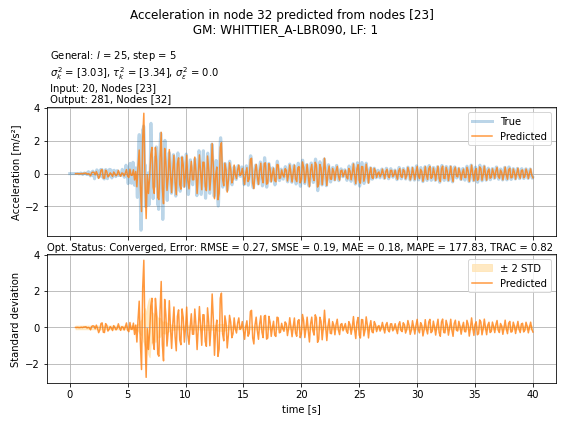 Acceleration in node 32 predicted from nodes [23]
GM: WHITTIER_A-LBR090, LF: 1
General: l = 25, step = 5
σ²ₖ = [3.03], τ²ₖ = [3.34], σ²ₑ = 0.0
Input: 20, Nodes [23]
Output: 281, Nodes [32]
4
2
0
−2
Acceleration [m/s²]
True
Predicted
Opt. Status: Converged, Error: RMSE = 0.27, SMSE = 0.19, MAE = 0.18, MAPE = 177.83, TRAC = 0.82
4
2
0
−2
Standard deviation
± 2 STD
Predicted
0 5 10 15 20 25 30 35 40
time [s]